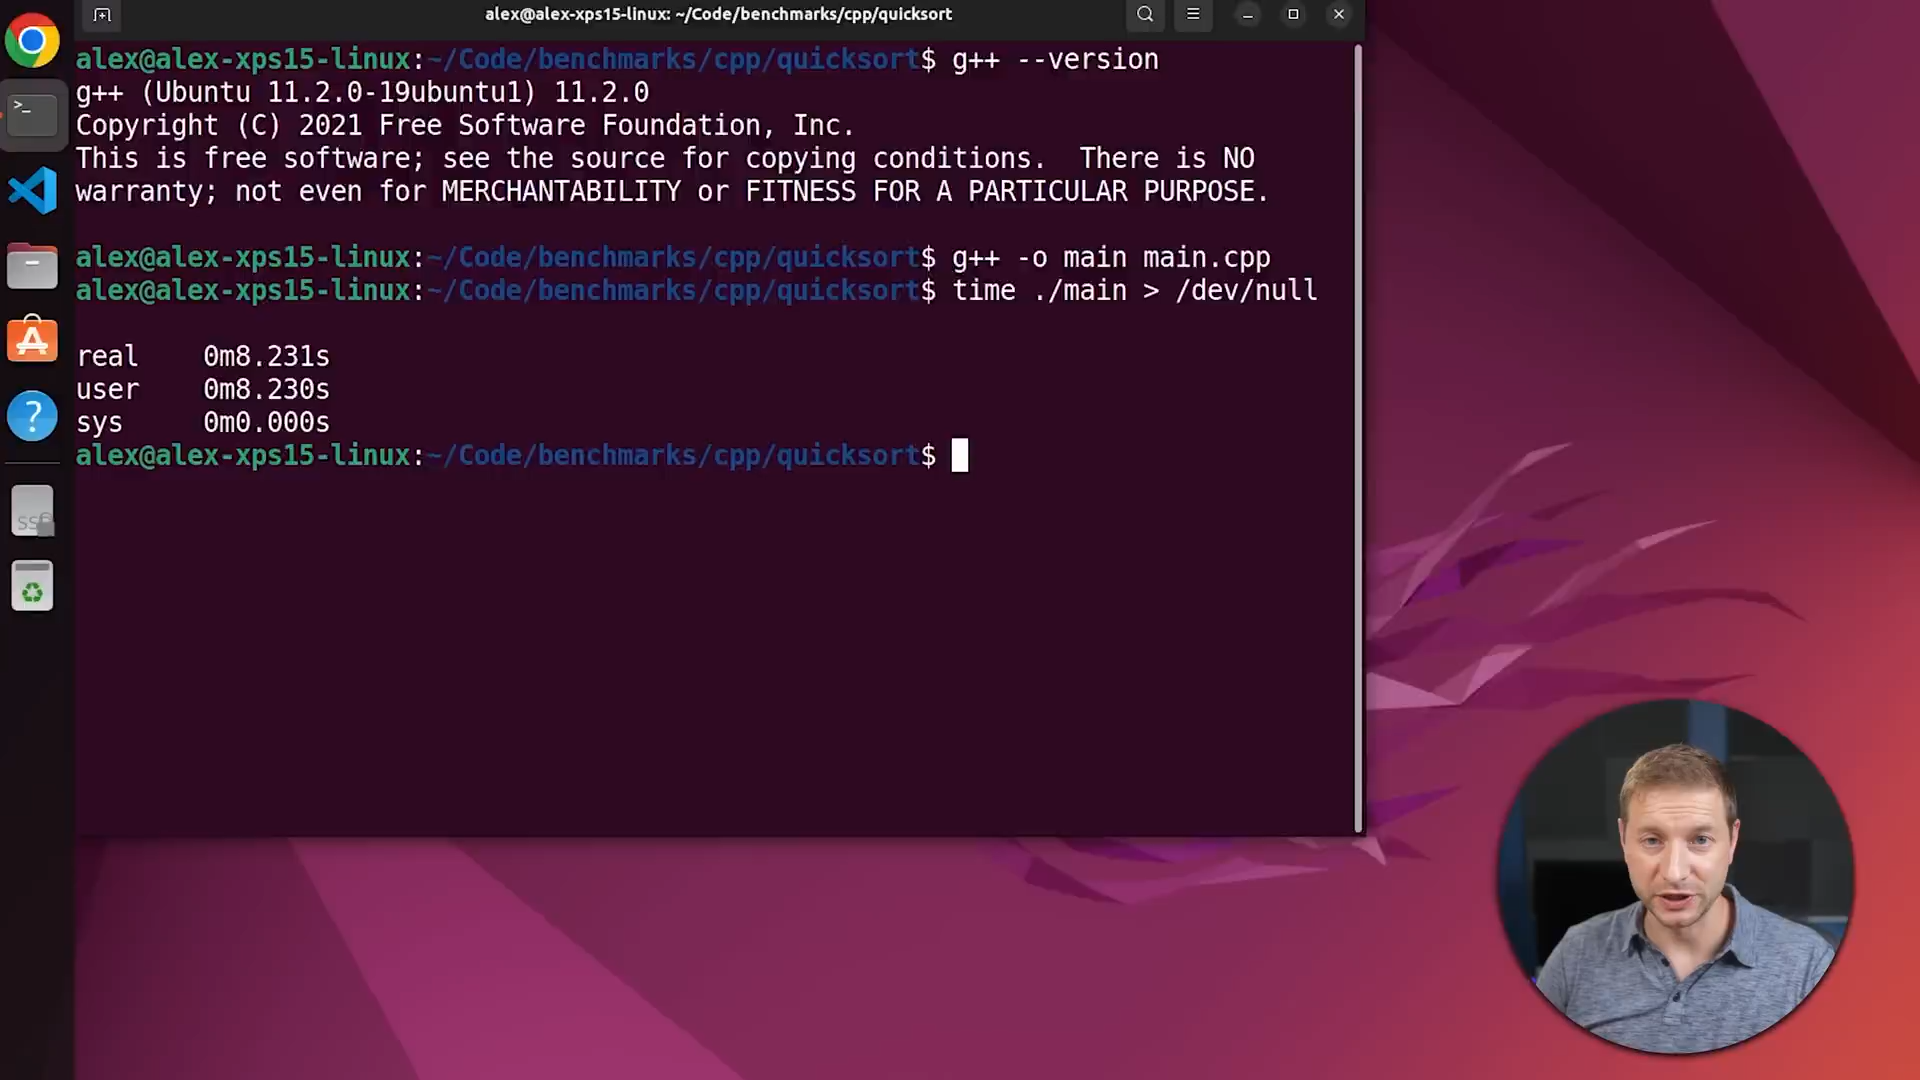 alex@alex-xps15-linux: ~/Code/benchmarks/cpp/quicksort
alex@alex-xps15-linux:~/Code/benchmarks/cpp/quicksort$ g++ --version
g++ (Ubuntu 11.2.0-19ubuntu1) 11.2.0
Copyright (C) 2021 Free Software Foundation, Inc.
This is free software; see the source for copying conditions.  There is NO
warranty; not even for MERCHANTABILITY or FITNESS FOR A PARTICULAR PURPOSE.
alex@alex-xps15-linux:~/Code/benchmarks/cpp/quicksort$ g++ -o main main.cpp
alex@alex-xps15-linux:~/Code/benchmarks/cpp/quicksort$ time ./main > /dev/null
real    0m8.231s
user    0m8.230s
sys     0m0.000s
alex@alex-xps15-linux:~/Code/benchmarks/cpp/quicksort$